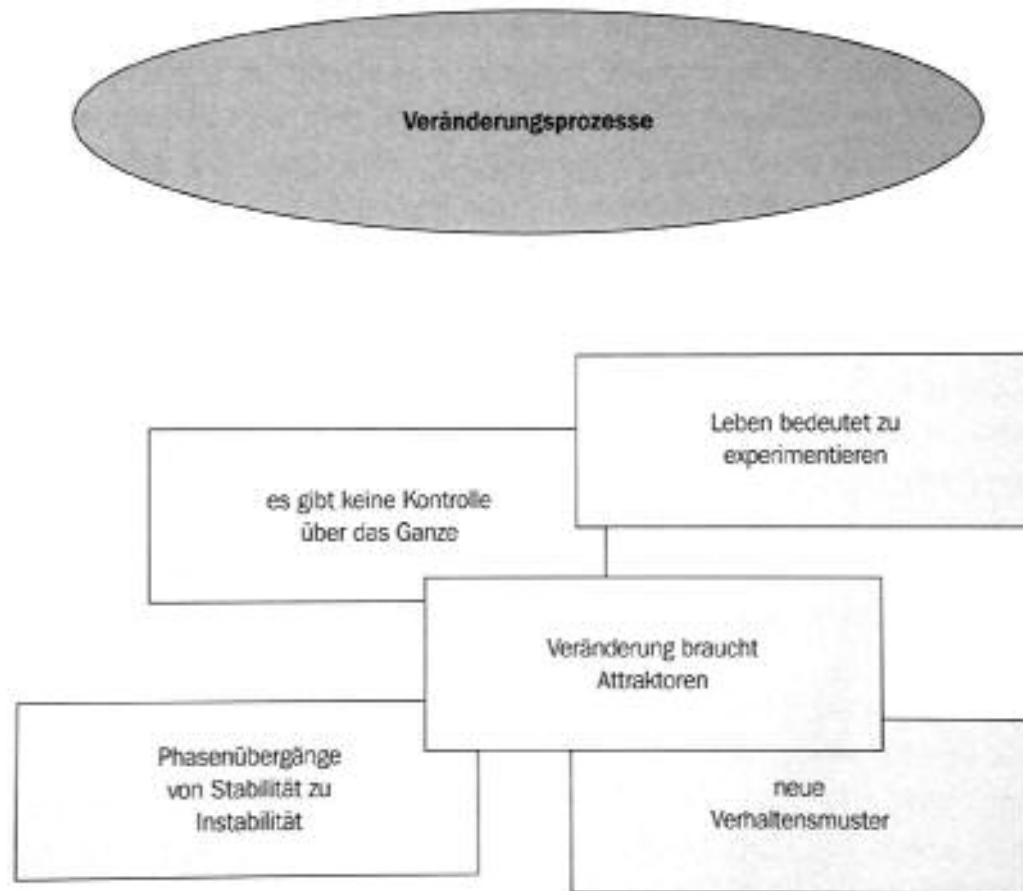 Veränderungsprozesse
Leben bedeutet zu
experimentieren
es gibt keine Kontrolle
über das Ganze
Veränderung braucht
Attraktoren
Phasenübergänge
von Stabilität zu
Instabilität
neue
Verhaltensmuster